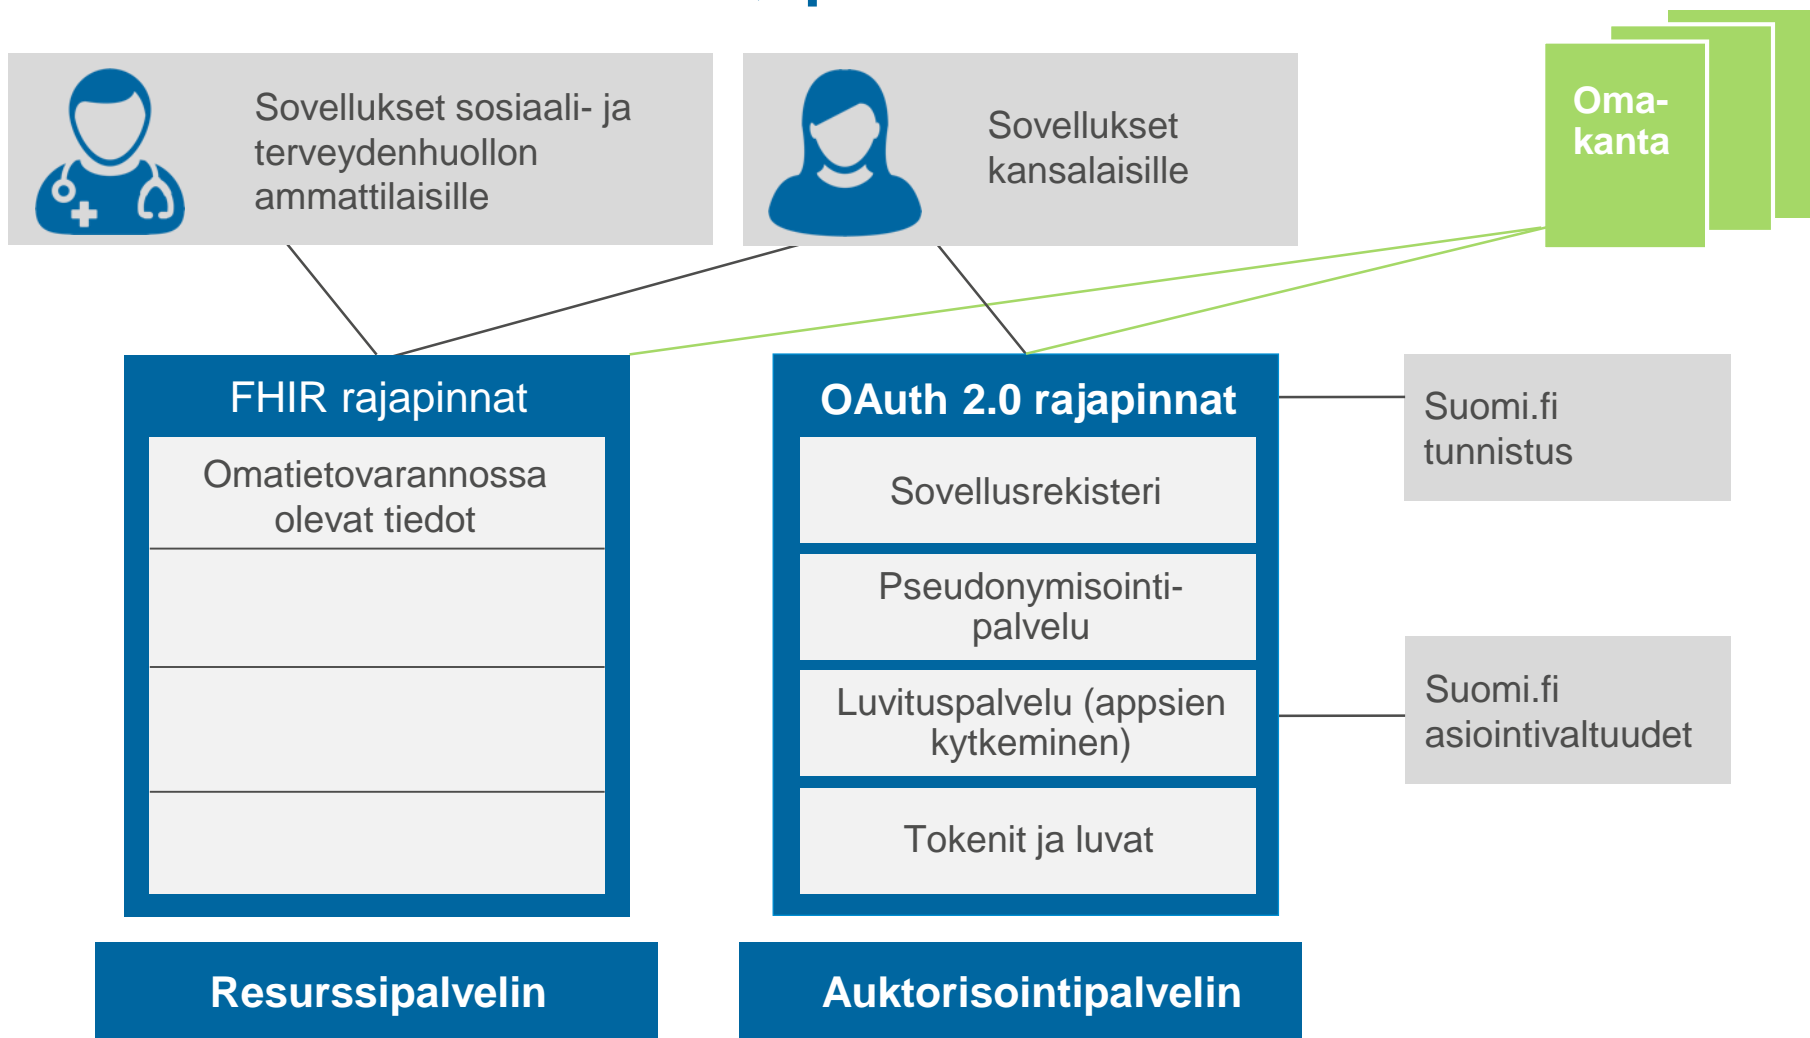 Sovellukset sosiaali- ja
terveydenhuollon
ammattilaisille
Sovellukset
kansalaisille
Oma-
kanta
FHIR rajapinnat
Omatietovarannossa
olevat tiedot
OAuth 2.0 rajapinnat
Sovellusrekisteri
Pseudonymisointi-
palvelu
Luvituspalvelu (appsien
kytkeminen)
Tokenit ja luvat
Suomi.fi
tunnistus
Suomi.fi
asiointivaltuudet
Resurssipalvelin
Auktorisointipalvelin